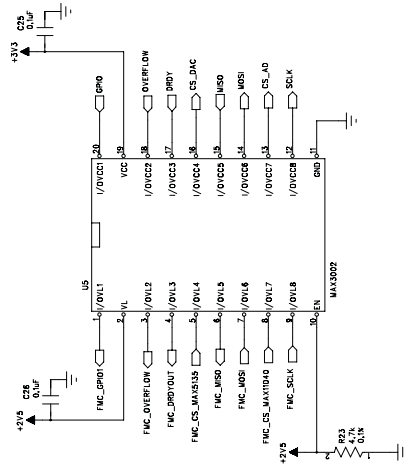 C25
0.1uF
+3V3
GPIO
OVERFLOW
DRDY
CS_DAC
MISO
MOSI
CS_AD
SCLK
20
19
18
17
16
15
14
13
12
11
I/OVCC1
VCC
I/OVCC2
I/OVCC3
I/OVCC4
I/OVCC5
I/OVCC6
I/OVCC7
I/OVCC8
GND
U5
MAX3002
I/OVL1
VL
I/OVL2
I/OVL3
I/OVL4
I/OVL5
I/OVL6
I/OVL7
I/OVL8
EN
1
2
3
4
5
6
7
8
9
10
FMC_GPIO1
FMC_OVERFLOW
FMC_DRDYOUT
FMC_CS_MAX5135
FMC_MISO
FMC_MOSI
FMC_CS_MAX11040
FMC_SCLK
C26
0.1uF
+2V5
+2V5
R23
4.7k
0.1%
2
1